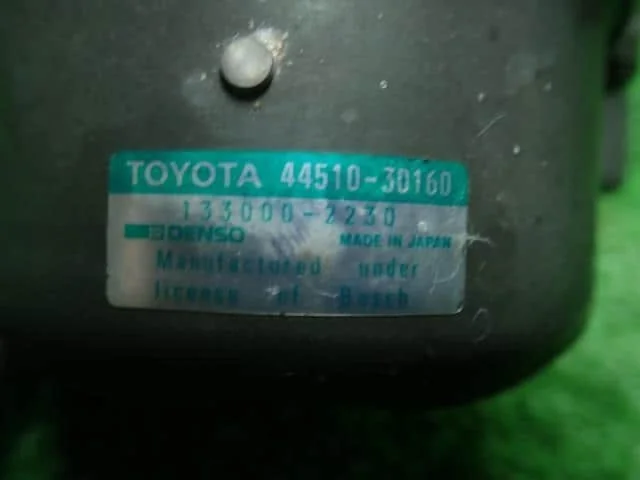 TOYOTA 44510-30160
133000-2230
DENSO MADE IN JAPAN
Manufactured under
license of Bosch